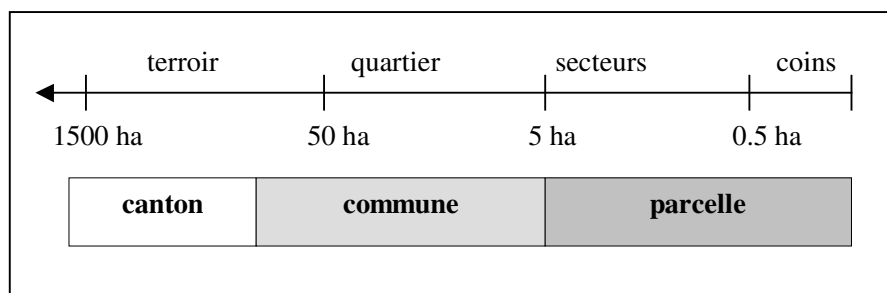 terroir quartier secteurs coins
1500 ha 50 ha 5 ha 0.5 ha
canton commune parcelle